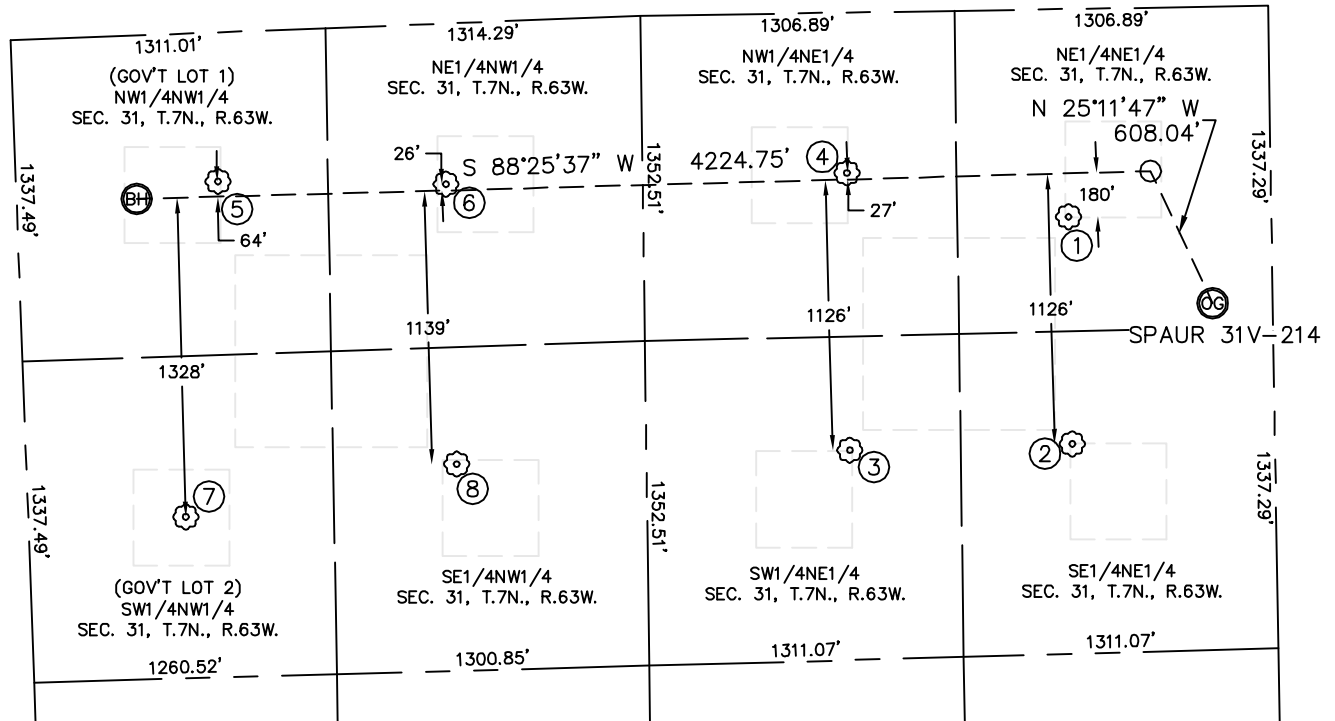 1311.01'
1314.29'
1306.89'
1306.89'
(GOV'T LOT 1)
NW1/4NW1/4
SEC. 31, T.7N., R.63W.
NE1/4NW1/4
SEC. 31, T.7N., R.63W.
NW1/4NE1/4
SEC. 31, T.7N., R.63W.
NE1/4NE1/4
SEC. 31, T.7N., R.63W.
N 25°11'47" W
608.04'
1337.49'
26'
S 88°25'37" W
1352.51'
4224.75'
4
1337.29'
BH
5
64'
6
27'
180'
1
OG
SPAUR 31V-214
1328'
1139'
1126'
1126'
7
8
3
2
1337.49'
1352.51'
1337.29'
(GOV'T LOT 2)
SW1/4NW1/4
SEC. 31, T.7N., R.63W.
SE1/4NW1/4
SEC. 31, T.7N., R.63W.
SW1/4NE1/4
SEC. 31, T.7N., R.63W.
SE1/4NE1/4
SEC. 31, T.7N., R.63W.
1260.52'
1300.85'
1311.07'
1311.07'